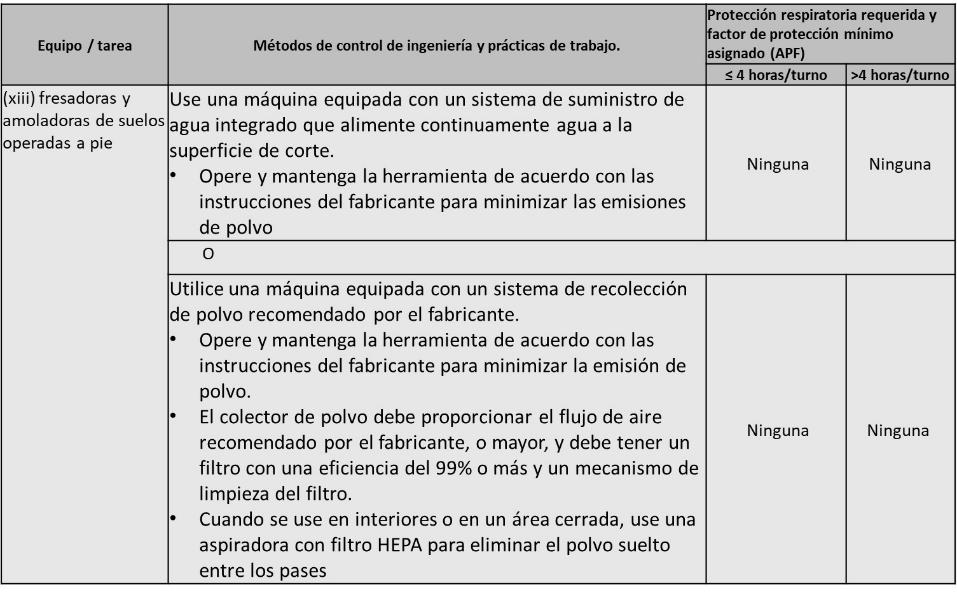 Equipo / tarea
Métodos de control de ingeniería y prácticas de trabajo.
Protección respiratoria requerida y
factor de protección mínimo
asignado (APF)
≤ 4 horas/turno
>4 horas/turno
(xiii) fresadoras y
amoladoras de suelos
operadas a pie
Use una máquina equipada con un sistema de suministro de
agua integrado que alimente continuamente agua a la
superficie de corte.
• Opere y mantenga la herramienta de acuerdo con las
instrucciones del fabricante para minimizar las emisiones
de polvo
Ninguna
Ninguna
O
Utilice una máquina equipada con un sistema de recolección
de polvo recomendado por el fabricante.
• Opere y mantenga la herramienta de acuerdo con las
instrucciones del fabricante para minimizar la emisión de
polvo.
• El colector de polvo debe proporcionar el flujo de aire
recomendado por el fabricante, o mayor, y debe tener un
filtro con una eficiencia del 99% o más y un mecanismo de
limpieza del filtro.
• Cuando se use en interiores o en un área cerrada, use una
aspiradora con filtro HEPA para eliminar el polvo suelto
entre los pases
Ninguna
Ninguna